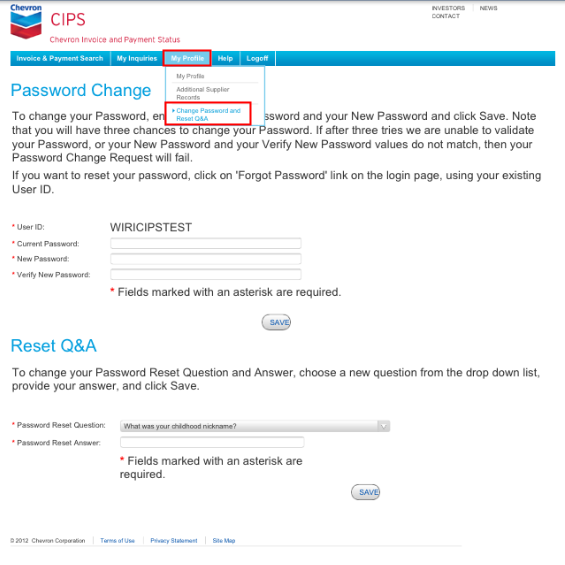 Chevron
CIPS
Chevron Invoice and Payment Status
INVESTORS NEWS
CONTACT
Invoice & Payment Search My Inquiries My Profile Help Logoff
My Profile
Additional Supplier
Records
Change Password and
Reset Q&A
Password Change
To change your Password, en ssword and your New Password and click Save. Note
that you will have three chances to change your Password. If after three tries we are unable to validate
your Password, or your New Password and your Verify New Password values do not match, then your
Password Change Request will fail.
If you want to reset your password, click on 'Forgot Password' link on the login page, using your existing
User ID.
* User ID: WIRICIPSTEST
* Current Password:
* New Password:
* Verify New Password:
* Fields marked with an asterisk are required.
SAVE
Reset Q&A
To change your Password Reset Question and Answer, choose a new question from the drop down list,
provide your answer, and click Save.
* Password Reset Question: What was your childhood nickname?
* Password Reset Answer:
* Fields marked with an asterisk are
required.
SAVE
© 2012 Chevron Corporation Terms of Use Privacy Statement Site Map